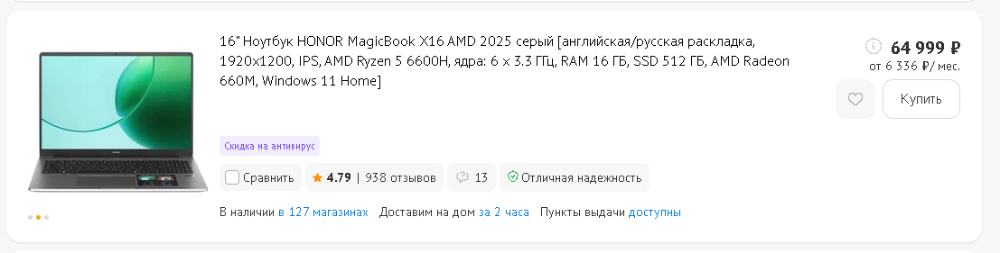 16" Ноутбук HONOR MagicBook X16 AMD 2025 серый [английская/русская раскладка,
1920x1200, IPS, AMD Ryzen 5 6600H, ядра: 6 x 3.3 ГГц, RAM 16 ГБ, SSD 512 ГБ, AMD Radeon
660M, Windows 11 Home]
64 999 ₽
от 6 336 ₽/ мес.
Купить
Скидка на антивирус
Сравнить 4.79 | 938 отзывов 13 Отличная надежность
В наличии в 127 магазинах Доставим на дом за 2 часа Пункты выдачи доступны